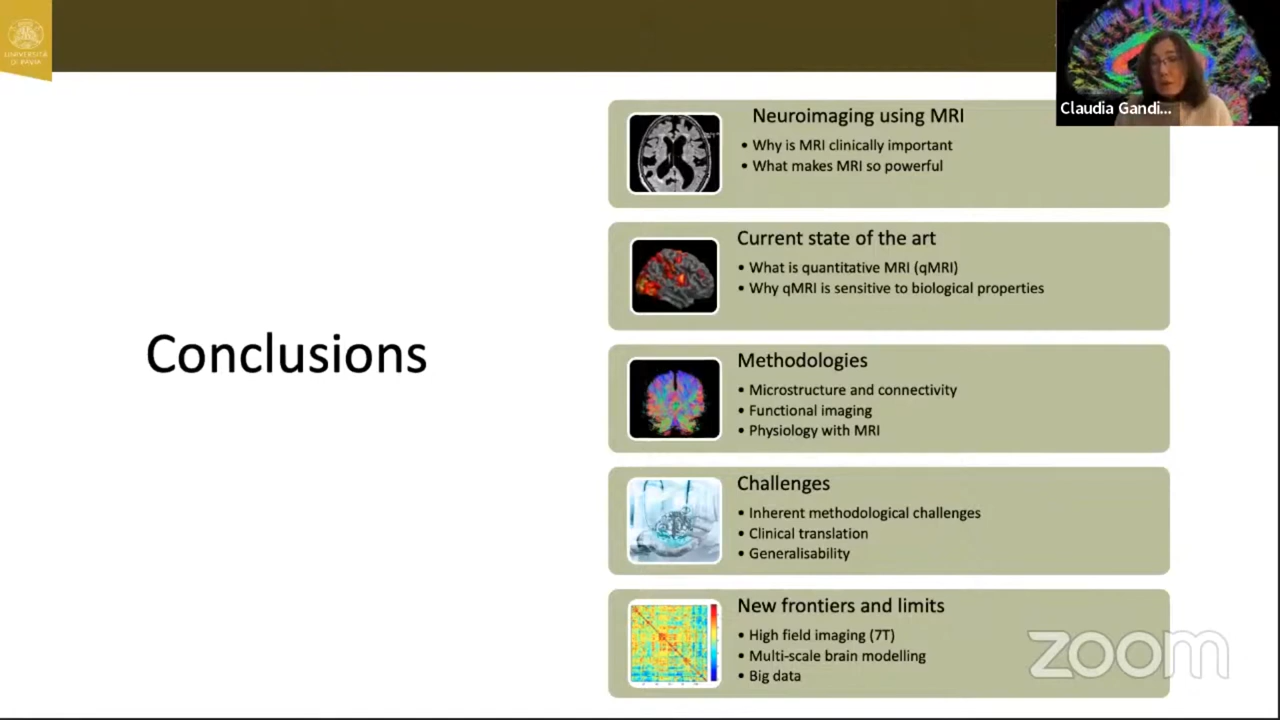 UNIVERSITÀ
DI PAVIA
Claudia Gandi...
Conclusions
Neuroimaging using MRI
• Why is MRI clinically important
• What makes MRI so powerful
Current state of the art
• What is quantitative MRI (qMRI)
• Why qMRI is sensitive to biological properties
Methodologies
• Microstructure and connectivity
• Functional imaging
• Physiology with MRI
Challenges
• Inherent methodological challenges
• Clinical translation
• Generalisability
New frontiers and limits
• High field imaging (7T)
• Multi-scale brain modelling
• Big data
zoom